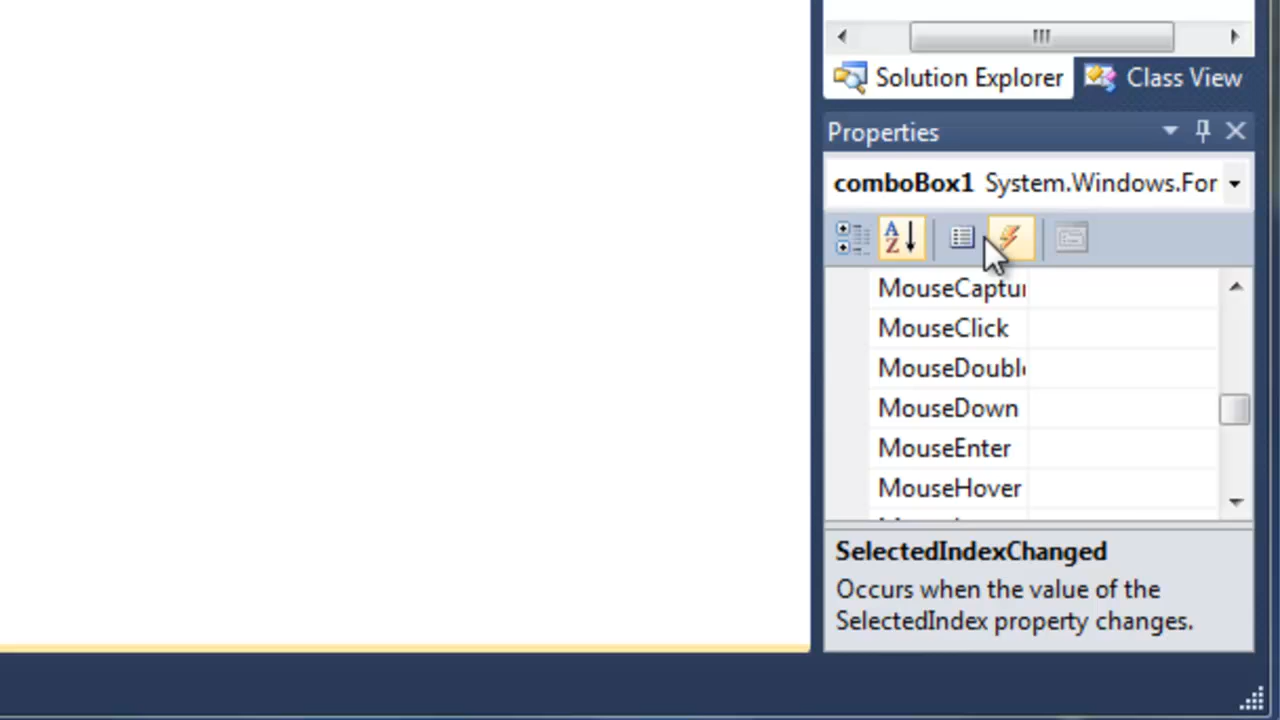 Solution Explorer
Class View
Properties
comboBox1 System.Windows.For
MouseCaptu
MouseClick
MouseDoubl
MouseDown
MouseEnter
MouseHover
SelectedIndexChanged
Occurs when the value of the
SelectedIndex property changes.